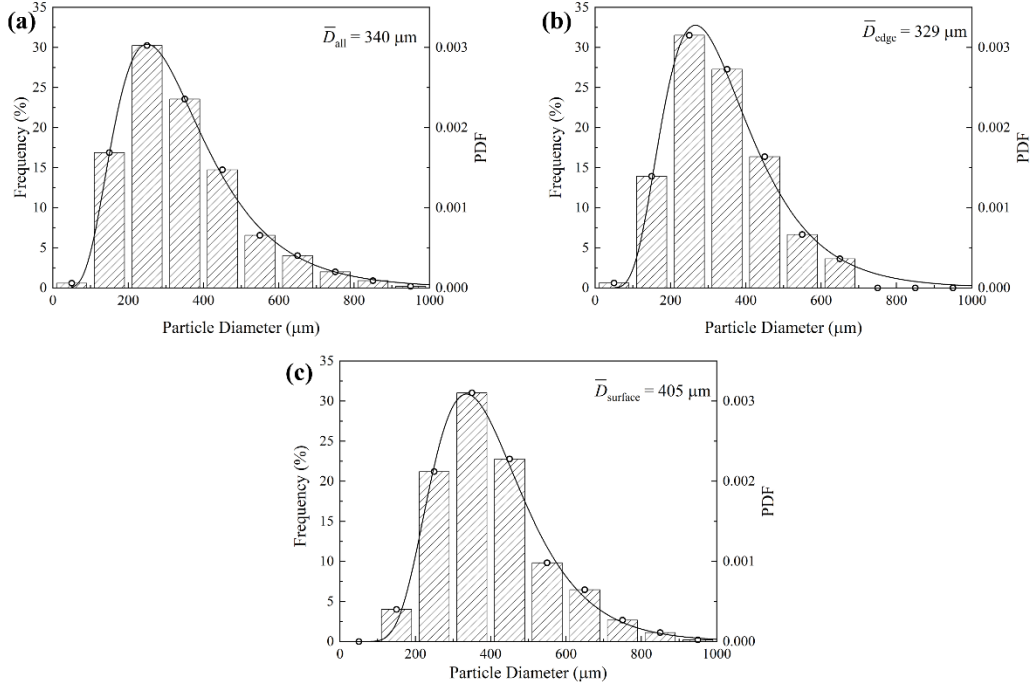 (a)
D̅all = 340 μm
35
30
25
20
15
10
5
0
Frequency (%)
0.003
0.002
0.001
0.000
PDF
0 200 400 600 800 1000
Particle Diameter (μm)
(b)
D̅edge = 329 μm
35
30
25
20
15
10
5
0
Frequency (%)
0.003
0.002
0.001
0.000
PDF
0 200 400 600 800 1000
Particle Diameter (μm)
(c)
D̅surface = 405 μm
35
30
25
20
15
10
5
0
Frequency (%)
0.003
0.002
0.001
0.000
PDF
0 200 400 600 800 1000
Particle Diameter (μm)